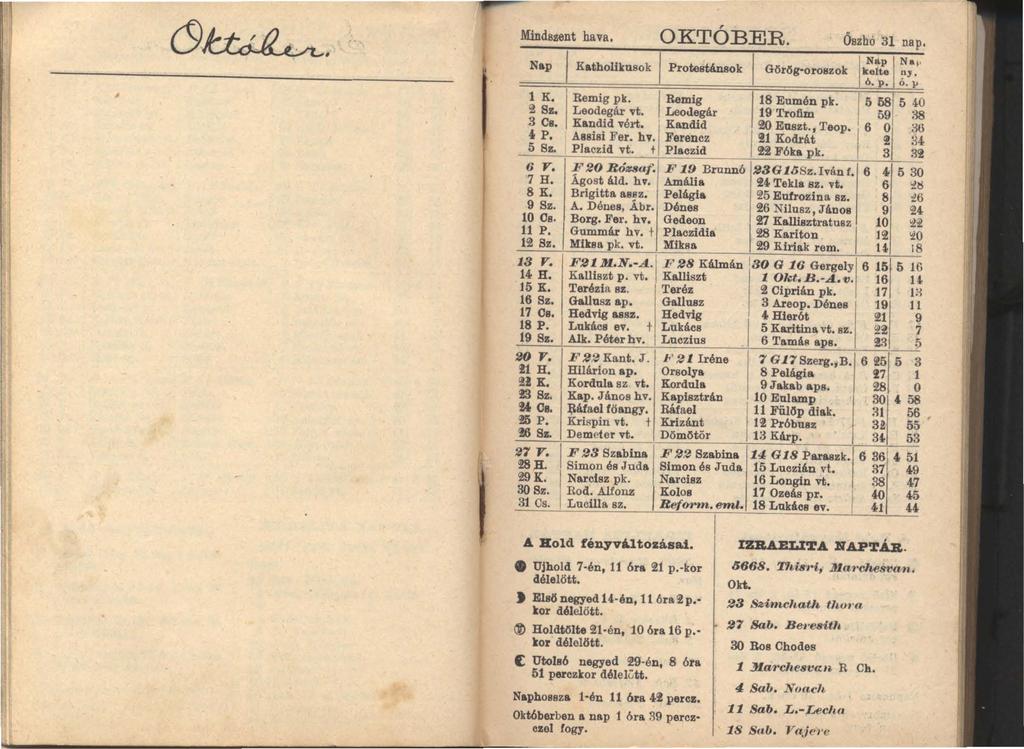 Október.
Mindszent hava. OKTÓBER. Őszhó 31 nap.
Nap Katholikusok Protestánsok Görög-oroszok Nap kelte ó. p. Nap ny. ó. p
1 K. Remig pk. Remig 18 Eumén pk. 5 58 5 40
2 Sz. Leodegár vt. Leodegár 19 Trofim 59 38
3 Cs. Kandid vért. Kandid 20 Euszt., Teop. 6 0 36
4 P. Assisi Fer. hv. Ferencz 21 Kodrát 2 34
5 Sz. Placzid vt. † Placzid 22 Fóka pk. 3 32
6 V. F 20 Rózsaf. F 19 Brunnó 23 G 15 Sz. Iván f. 6 4 5 30
7 H. Ágost áld. hv. Amália 24 Tekla sz. vt. 6 28
8 K. Brigitta assz. Pelágia 25 Eufrozina sz. 8 26
9 Sz. A. Dénes, Ábr. Dénes 26 Nilusz, János 9 24
10 Cs. Borg. Fer. hv. Gedeon 27 Kallisztratusz 10 22
11 P. Gummár hv. † Placzidia 28 Kariton 12 20
12 Sz. Miksa pk. vt. Miksa 29 Kiriak rem. 14 18
13 V. F 21 M. N.-A. F 28 Kálmán 30 G 16 Gergely 6 15 5 16
14 H. Kalliszt p. vt. Kalliszt 1 Okt. B.-A. v. 16 14
15 K. Terézia sz. Teréz 2 Ciprián pk. 17 13
16 Sz. Gallusz ap. Gallusz 3 Areop. Dénes 19 11
17 Cs. Hedvig assz. Hedvig 4 Hierót 21 9
18 P. Lukács ev. † Lukács 5 Karitina vt. sz. 22 7
19 Sz. Alk. Péter hv. Luczius 6 Tamás aps. 23 5
20 V. F 22 Kant. J. F 21 Iréne 7 G 17 Szerg., B. 6 25 5 3
21 H. Hilárion ap. Orsolya 8 Pelágia 27 1
22 K. Kordula sz. vt. Kordula 9 Jakab aps. 28 0
23 Sz. Kap. János hv. Kapisztrán 10 Eulamp 30 4 58
24 Cs. Ráfael főangy. Ráfael 11 Fülöp diak. 31 56
25 P. Krispin vt. † Krizánt 12 Próbusz 32 55
26 Sz. Demeter vt. Dömötör 13 Kárp. 34 53
27 V. F 23 Szabina F 22 Szabina 14 G 18 Paraszk. 6 36 4 51
28 H. Simon és Juda Simon és Juda 15 Luczián vt. 37 49
29 K. Narcisz pk. Narcisz 16 Longin vt. 38 47
30 Sz. Rod. Alfonz Kolos 17 Ozeás pr. 40 45
31 Cs. Lucilla sz. Reform. eml. 18 Lukács ev. 41 44
A Hold fényváltozásai.
Ujhold 7-én, 11 óra 21 p.-kor
délelőtt.
Első negyed 14-én, 11 óra 2 p.-
kor délelőtt.
Holdtölte 21-én, 10 óra 16 p.-
kor délelőtt.
Utolsó negyed 29-én, 8 óra
51 perczkor délelőtt.
Naphossza 1-én 11 óra 42 percz.
Októberben a nap 1 óra 39 percz-
czel fogy.
IZRAELITA NAPTÁR.
5668. Thisri, Marchesvan.
Okt.
23 Szimchath thora
27 Sab. Beresith
30 Ros Chodes
1 Marchesvan R Ch.
4 Sab. Noach
11 Sab. L.-Lecha
18 Sab. Vajere